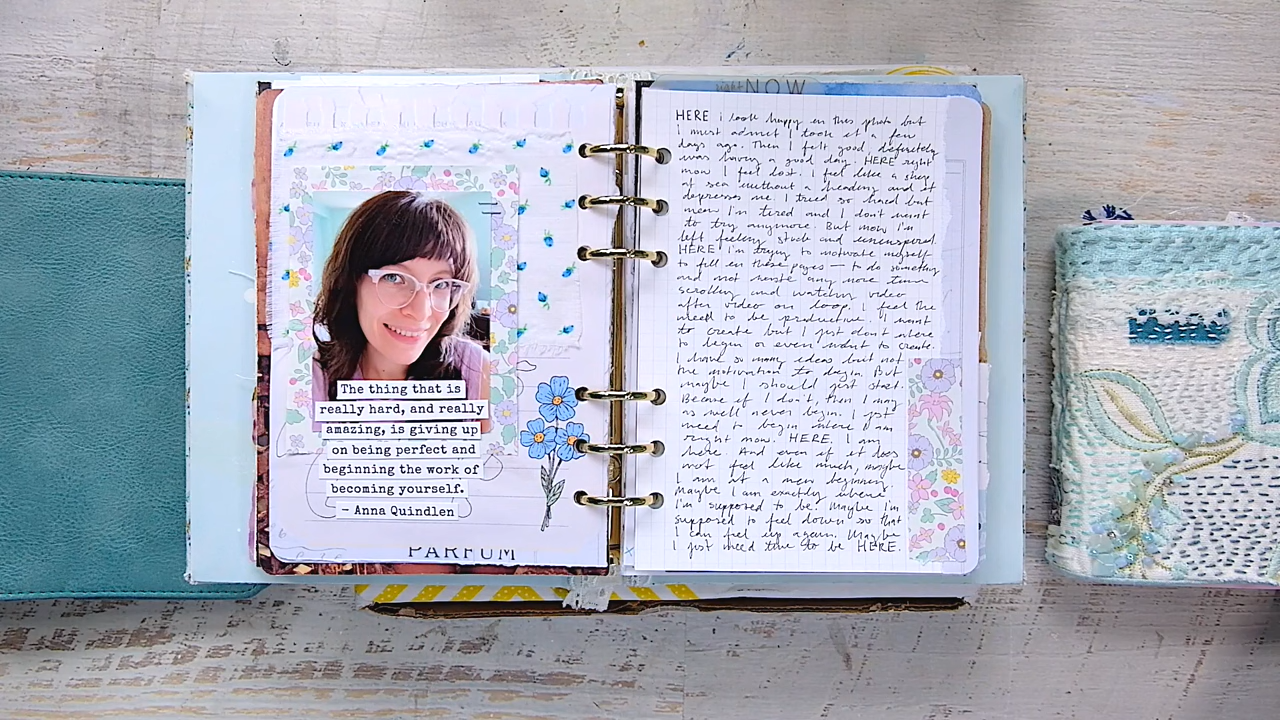 The thing that is
really hard, and really
amazing, is giving up
on being perfect and
beginning the work of
becoming yourself.
– Anna Quindlen
PARFUM
right NOW
HERE i look happy in this photo but
i must admit I took it a few
days ago. Then I felt good, definitely
was having a good day. HERE right
now I feel lost. I feel like a ship
at sea without a heading and it
depresses me. I tried so hard but
now I'm tired and I don't want
to try anymore. But now I'm
left feeling stuck and uninspired.
HERE I'm trying to motivate myself
to fill in these pages — to do something
and not waste any more time
scrolling and watching video
after video on to teem. I feel the
need to be productive. I want
to create but I don't know where
to begin or even what to create.
I have so many ideas but not
the motivation to begin. But
maybe I should just start.
Because if I don't, then I may
as well not be here. I just
need to begin more than
right now. HERE, I am
here. And even if it does
not feel like much, maybe
I am at a new beginning.
Maybe I am exactly where
I'm supposed to be. Maybe I'm
supposed to feel down so that
I can feel up again. Maybe
I just need time to be HERE.